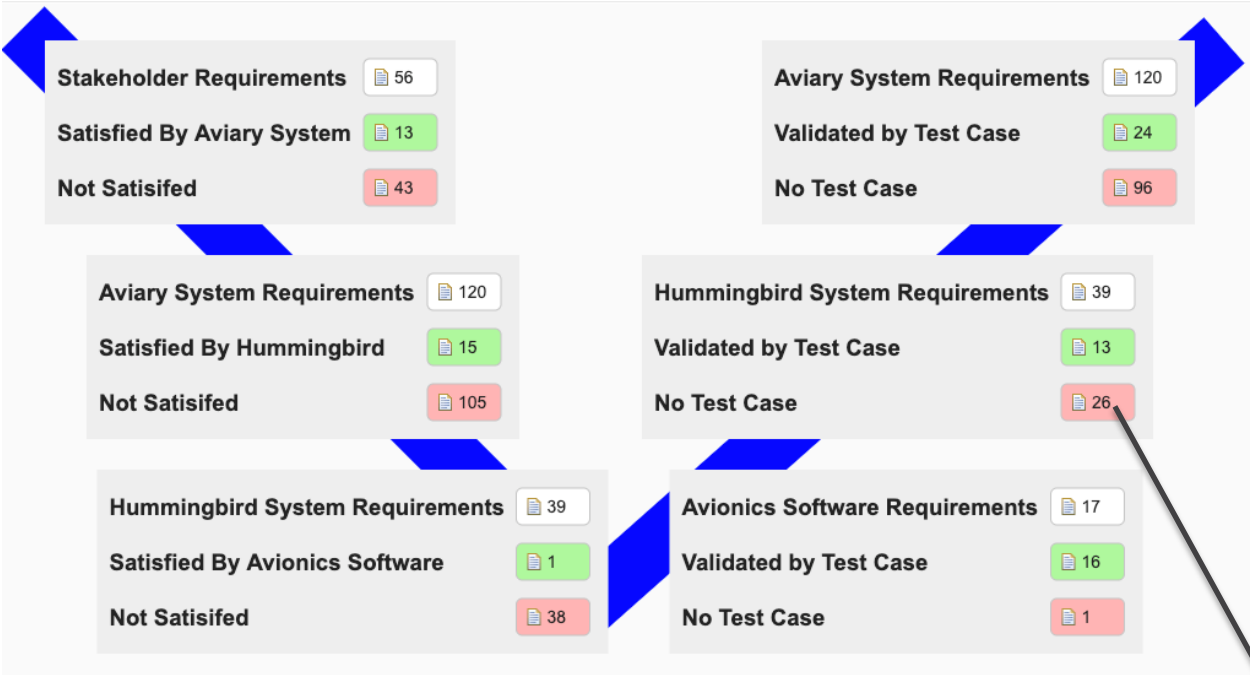 Stakeholder Requirements 56
Satisfied By Aviary System 13
Not Satisifed 43
Aviary System Requirements 120
Validated by Test Case 24
No Test Case 96
Aviary System Requirements 120
Satisfied By Hummingbird 15
Not Satisifed 105
Hummingbird System Requirements 39
Validated by Test Case 13
No Test Case 26
Hummingbird System Requirements 39
Satisfied By Avionics Software 1
Not Satisifed 38
Avionics Software Requirements 17
Validated by Test Case 16
No Test Case 1